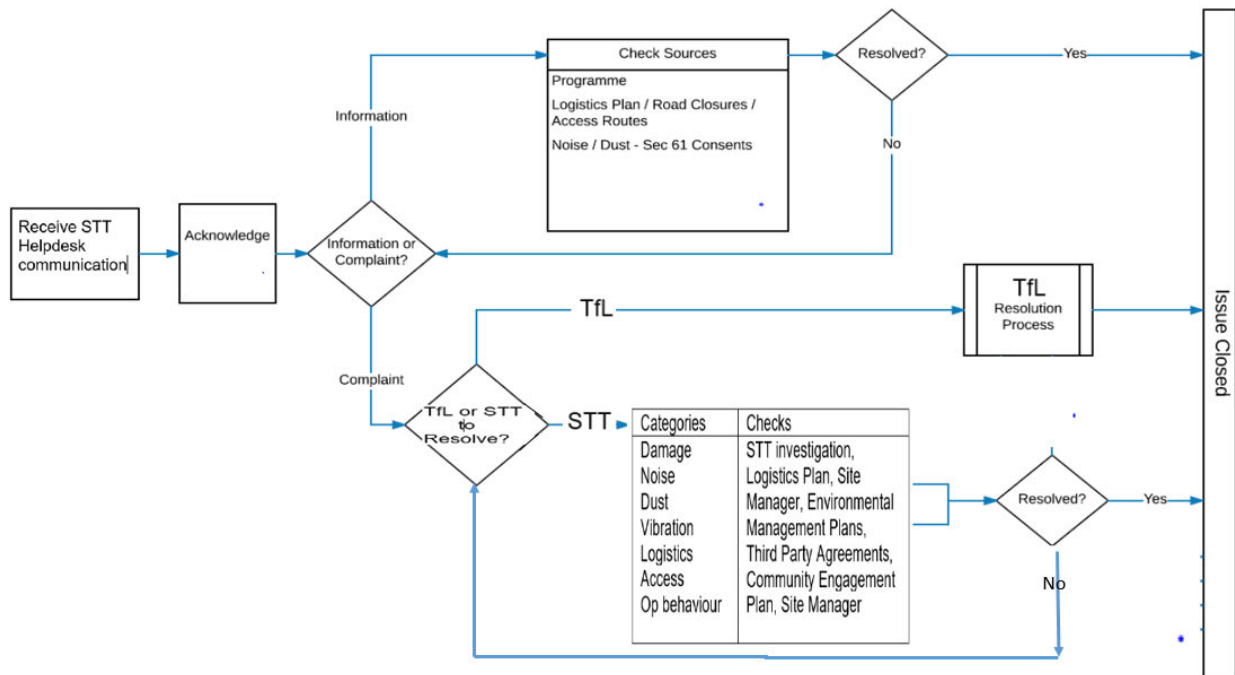 Check Sources
Programme
Logistics Plan / Road Closures /
Access Routes
Noise / Dust - Sec 61 Consents
Resolved?
Yes
No
Information
Receive STT
Helpdesk
communication
Acknowledge
Information or
Complaint?
Complaint
TfL
TfL
Resolution
Process
Issue Closed
TfL or STT
to
Resolve?
STT
Categories Checks
Damage STT investigation,
Noise Logistics Plan, Site
Dust Manager, Environmental
Vibration Management Plans,
Logistics Third Party Agreements,
Access Community Engagement
Op behaviour Plan, Site Manager
Resolved?
Yes
No